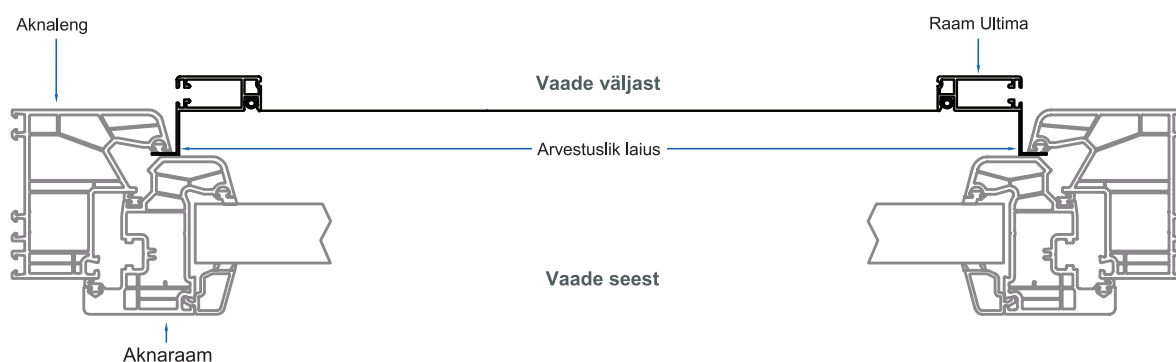 Aknaleng
Raam Ultima
Vaade väljast
Arvestuslik laius
Vaade seest
Aknaraam